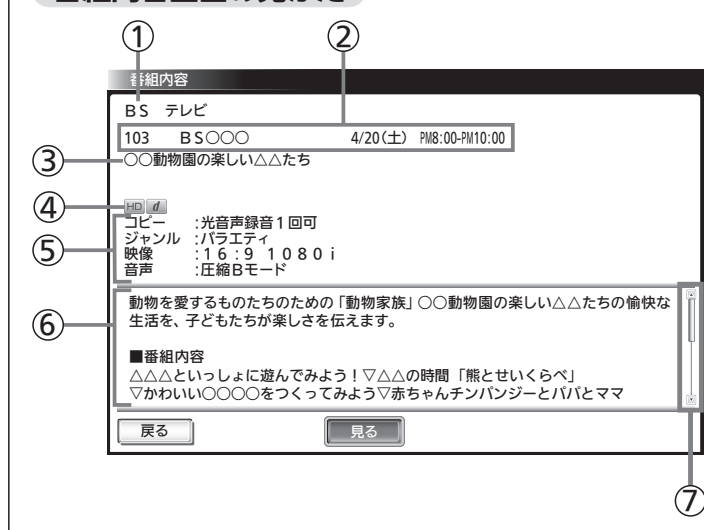 ① ②
番組内容
BS テレビ
103 BS○○○ 4/20(土) PM8:00-PM10:00
③ ○○動物園の楽しい△△たち
④ HD d
⑤
コピー :光音声録音1回可
ジャンル :バラエティ
映像 :16:9 1080i
音声 :圧縮Bモード
⑥
動物を愛するものたちのための「動物家族」○○動物園の楽しい△△たちの愉快な
生活を、子どもたちが楽しさを伝えます。
■番組内容
△△△といっしょに遊んでみよう!▽△△の時間「熊とせいくらべ」
▽かわいい○○○○をつくってみよう▽赤ちゃんチンパンジーとパパとママ
戻る 見る
⑦